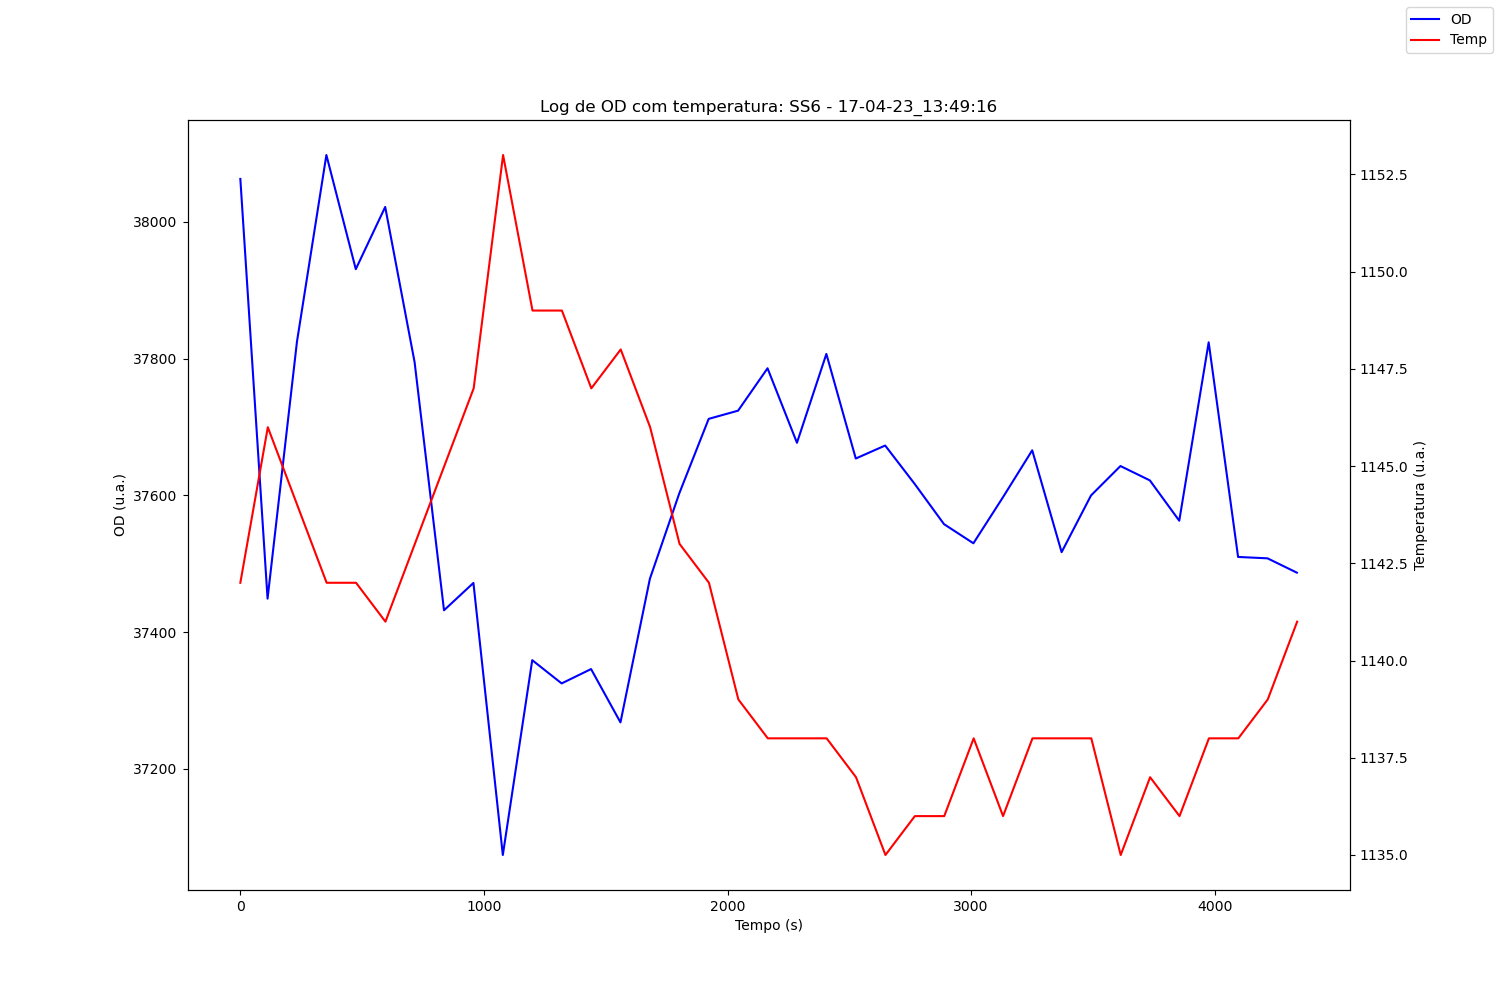 OD
Temp
Log de OD com temperatura: SS6 - 17-04-23_13:49:16
38000
37800
37600
37400
37200
OD (u.a.)
1152.5
1150.0
1147.5
1145.0
1142.5
1140.0
1137.5
1135.0
Temperatura (u.a.)
0 1000 2000 3000 4000
Tempo (s)